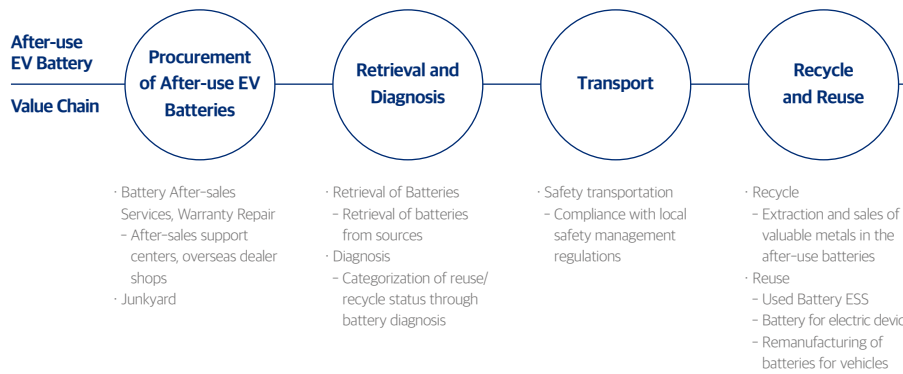 After-use
EV Battery
Value Chain
Procurement
of After-use EV
Batteries
Retrieval and
Diagnosis
Transport
Recycle
and Reuse
· Battery After-sales
Services, Warranty Repair
- After-sales support
centers, overseas dealer
shops
· Junkyard
· Retrieval of Batteries
- Retrieval of batteries
from sources
· Diagnosis
- Categorization of reuse/
recycle status through
battery diagnosis
· Safety transportation
- Compliance with local
safety management
regulations
· Recycle
- Extraction and sales of
valuable metals in the
after-use batteries
· Reuse
- Used Battery ESS
- Battery for electric
- Remanufacturing of
batteries for vehicles